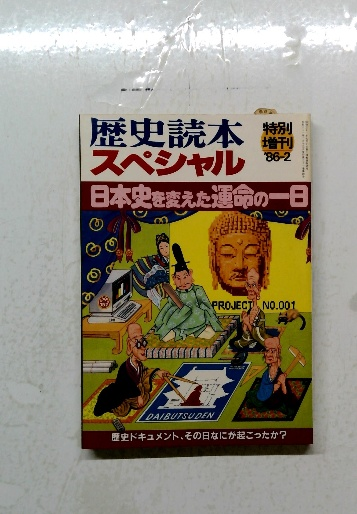 歴史読本
スペシャル
特別
増刊
'86-2
日本史を変えた運命の一日
PROJECT NO.001
DAIBUTSUDEN
歴史ドキュメント、その日なにが起こったか?